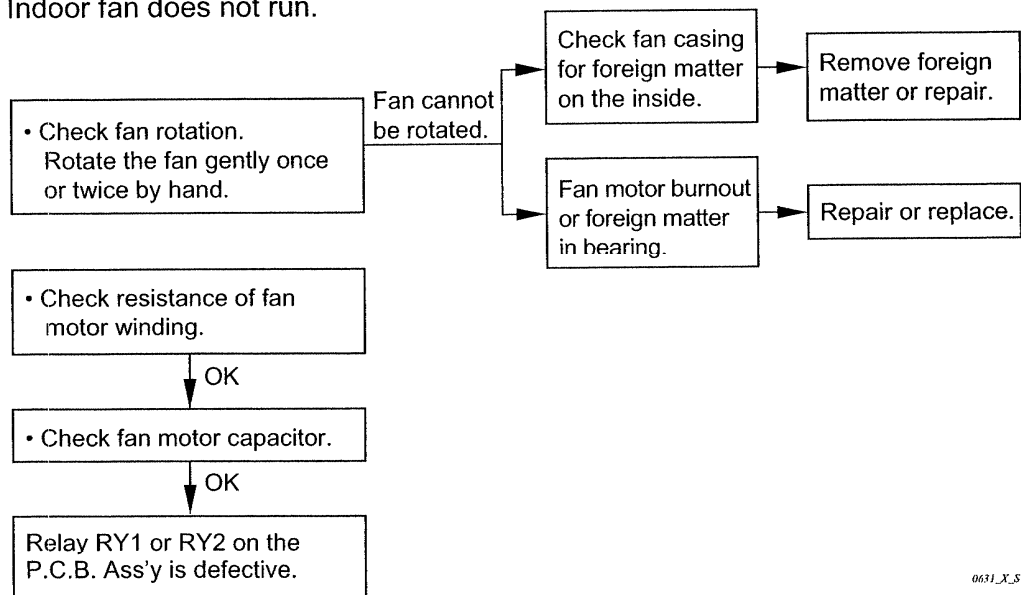 Indoor fan does not run.
• Check fan rotation.
Rotate the fan gently once
or twice by hand.
Fan cannot
be rotated.
Check fan casing
for foreign matter
on the inside.
Remove foreign
matter or repair.
Fan motor burnout
or foreign matter
in bearing.
Repair or replace.
• Check resistance of fan
motor winding.
OK
• Check fan motor capacitor.
OK
Relay RY1 or RY2 on the
P.C.B. Ass'y is defective.
0631_X_S